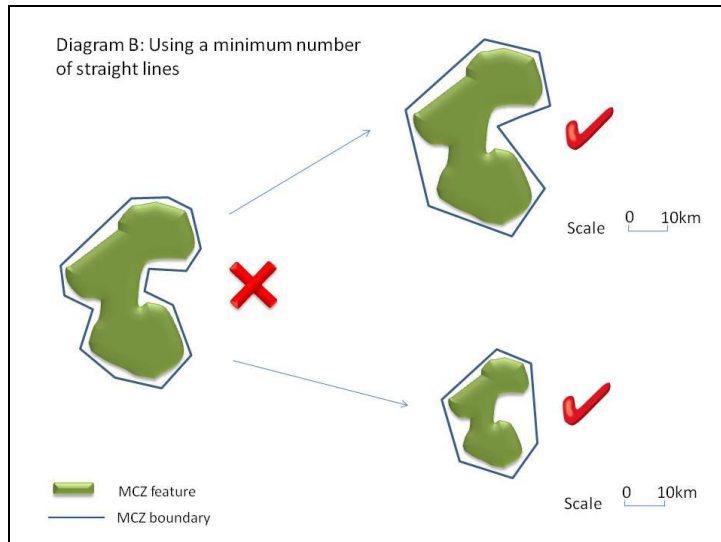 Diagram B: Using a minimum number
of straight lines
Scale 0 10km
Scale 0 10km
MCZ feature
MCZ boundary